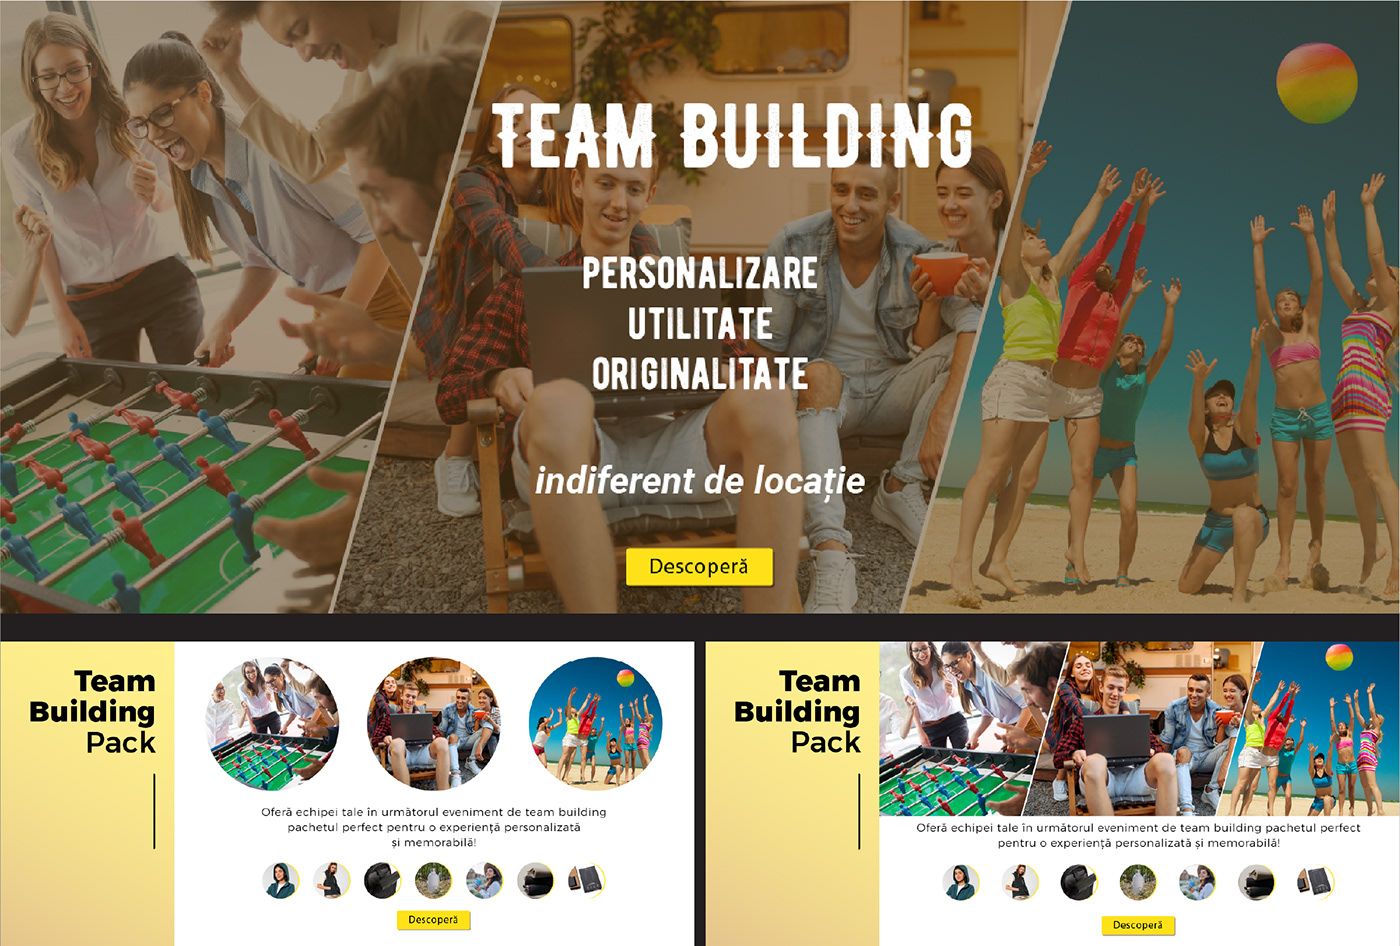 TEAM BUILDING
PERSONALIZARE
UTILITATE
ORIGINALITATE
indiferent de locație
Descoperă
Team
Building
Pack
Oferă echipei tale în următorul eveniment de team building
pachetul perfect pentru o experiență personalizată
și memorabilă!
Descoperă
Team
Building
Pack
Oferă echipei tale în următorul eveniment de team building pachetul perfect
pentru o experiență personalizată și memorabilă!
Descoperă